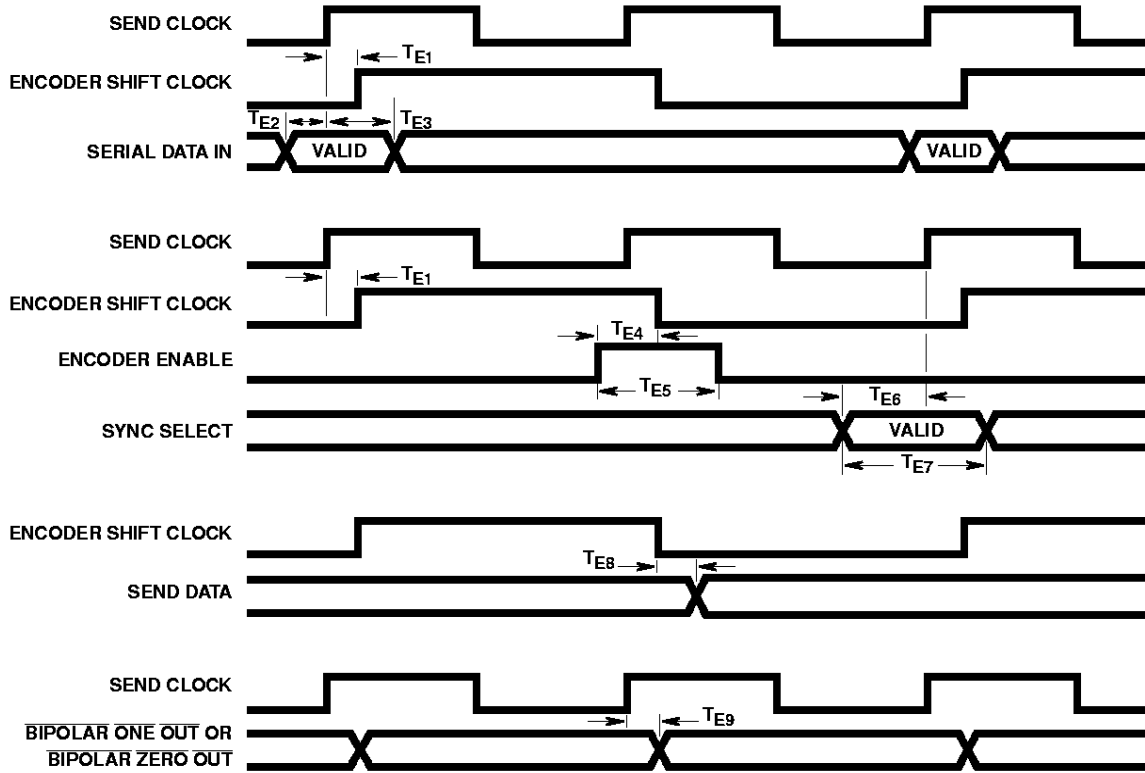 SEND CLOCK
TE1
ENCODER SHIFT CLOCK
TE2
TE3
SERIAL DATA IN
VALID
VALID
SEND CLOCK
TE1
ENCODER SHIFT CLOCK
TE4
ENCODER ENABLE
TE5
TE6
SYNC SELECT
VALID
TE7
ENCODER SHIFT CLOCK
TE8
SEND DATA
SEND CLOCK
TE9
BIPOLAR ONE OUT OR
BIPOLAR ZERO OUT